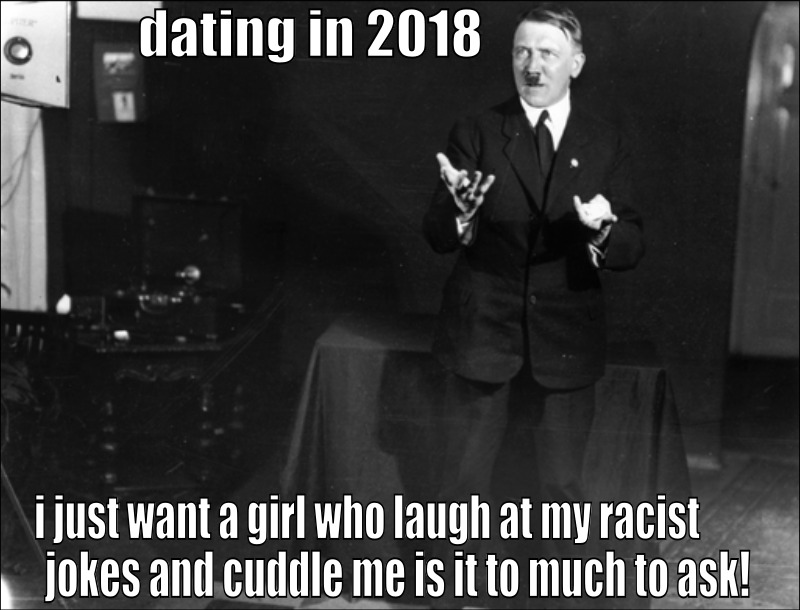 dating in 2018
i just want a girl who laugh at my racist
jokes and cuddle me is it to much to ask!